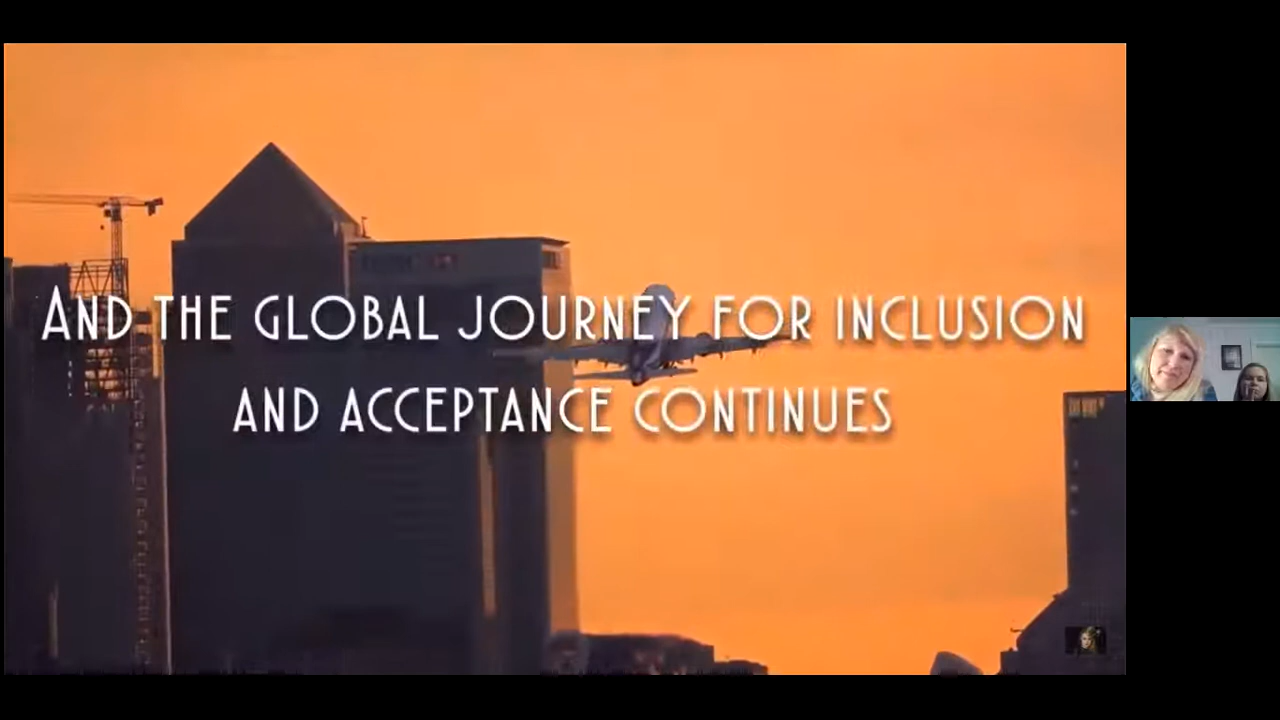 And the global journey for inclusion
and acceptance continues